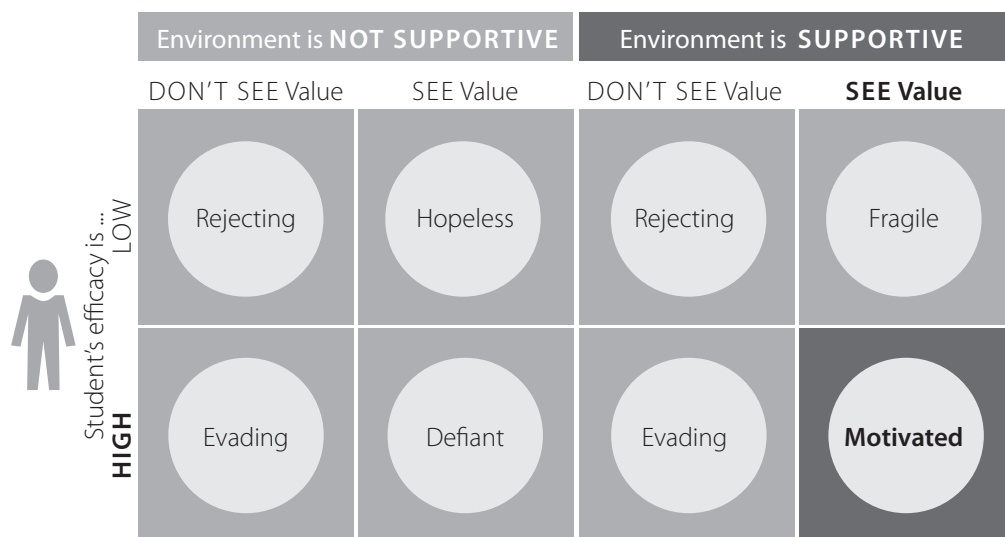 Environment is NOT SUPPORTIVE
Environment is SUPPORTIVE
DON'T SEE Value
SEE Value
DON'T SEE Value
SEE Value
Student's efficacy is ...
LOW
Rejecting
Hopeless
Rejecting
Fragile
HIGH
Evading
Defiant
Evading
Motivated